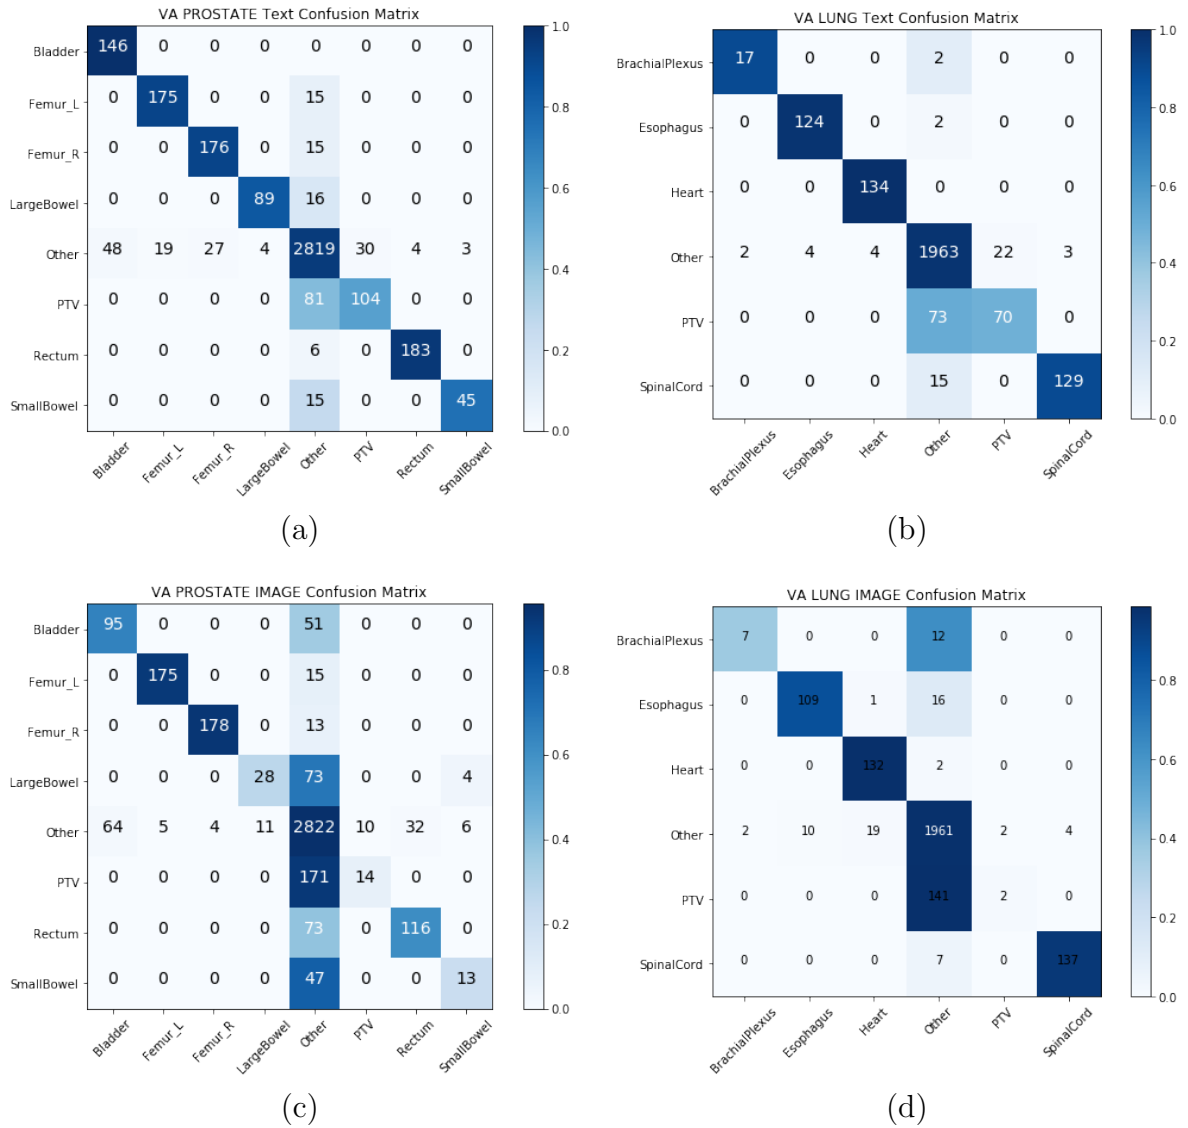 VA PROSTATE Text Confusion Matrix
Bladder 146 0 0 0 0 0 0 0
Femur_L 0 175 0 0 15 0 0 0
Femur_R 0 0 176 0 15 0 0 0
LargeBowel 0 0 0 89 16 0 0 0
Other 48 19 27 4 2819 30 4 3
PTV 0 0 0 0 81 104 0 0
Rectum 0 0 0 0 6 0 183 0
SmallBowel 0 0 0 0 15 0 0 45
Bladder Femur_L Femur_R LargeBowel Other PTV Rectum SmallBowel
1.0
0.8
0.6
0.4
0.2
0.0
(a)
VA LUNG Text Confusion Matrix
BrachialPlexus 17 0 0 2 0 0
Esophagus 0 124 0 2 0 0
Heart 0 0 134 0 0 0
Other 2 4 4 1963 22 3
PTV 0 0 0 73 70 0
SpinalCord 0 0 0 15 0 129
BrachialPlexus Esophagus Heart Other PTV SpinalCord
1.0
0.8
0.6
0.4
0.2
0.0
(b)
VA PROSTATE IMAGE Confusion Matrix
Bladder 95 0 0 0 51 0 0 0
Femur_L 0 175 0 0 15 0 0 0
Femur_R 0 0 178 0 13 0 0 0
LargeBowel 0 0 0 28 73 0 0 4
Other 64 5 4 11 2822 10 32 6
PTV 0 0 0 0 171 14 0 0
Rectum 0 0 0 0 73 0 116 0
SmallBowel 0 0 0 0 47 0 0 13
Bladder Femur_L Femur_R LargeBowel Other PTV Rectum SmallBowel
0.8
0.6
0.4
0.2
0.0
(c)
VA LUNG IMAGE Confusion Matrix
BrachialPlexus 7 0 0 12 0 0
Esophagus 0 109 1 16 0 0
Heart 0 0 132 2 0 0
Other 2 10 19 1961 2 4
PTV 0 0 0 141 2 0
SpinalCord 0 0 0 7 0 137
BrachialPlexus Esophagus Heart Other PTV SpinalCord
0.8
0.6
0.4
0.2
0.0
(d)